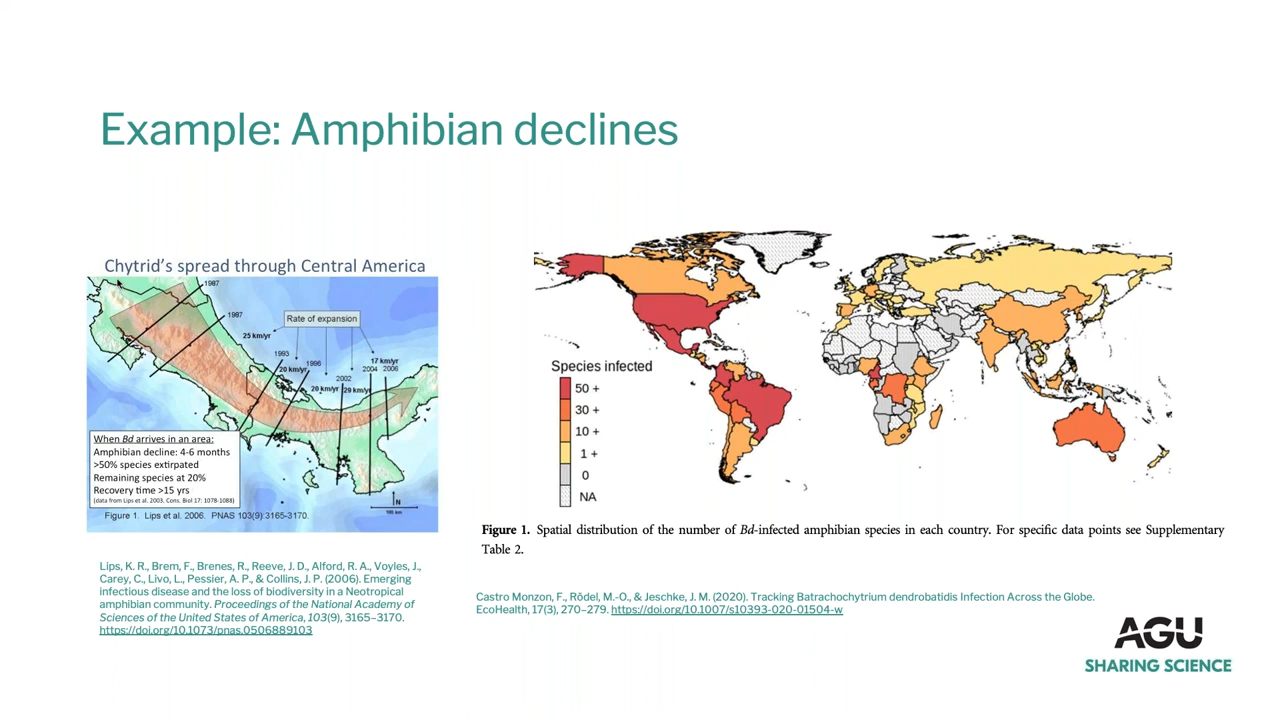 Example: Amphibian declines
Chytrid's spread through Central America
1987
1987
Rate of expansion
25 km/yr
1993
20 km/yr
1996
20 km/yr
2002
29 km/yr
17 km/yr
2004 2006
When Bd arrives in an area:
Amphibian decline: 4-6 months
>50% species extirpated
Remaining species at 20%
Recovery time >15 yrs
(data from Lips et al. 2003. Cons. Biol 17: 1078-1088)
N
100 km
Figure 1. Lips et al. 2006. PNAS 103(9):3165-3170.
Lips, K. R., Brem, F., Brenes, R., Reeve, J. D., Alford, R. A., Voyles, J.,
Carey, C., Livo, L., Pessier, A. P., & Collins, J. P. (2006). Emerging
infectious disease and the loss of biodiversity in a Neotropical
amphibian community. Proceedings of the National Academy of
Sciences of the United States of America, 103(9), 3165–3170.
https://doi.org/10.1073/pnas.0506889103
Species infected
50 +
30 +
10 +
1 +
0
NA
Figure 1. Spatial distribution of the number of Bd-infected amphibian species in each country. For specific data points see Supplementary
Table 2.
Castro Monzon, F., Rödel, M.-O., & Jeschke, J. M. (2020). Tracking Batrachochytrium dendrobatidis Infection Across the Globe.
EcoHealth, 17(3), 270–279. https://doi.org/10.1007/s10393-020-01504-w
AGU
SHARING SCIENCE